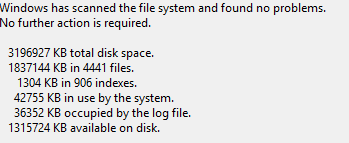 Windows has scanned the file system and found no problems.
No further action is required.
3196927 KB total disk space.
1837144 KB in 4441 files.
1304 KB in 906 indexes.
42755 KB in use by the system.
36352 KB occupied by the log file.
1315724 KB available on disk.